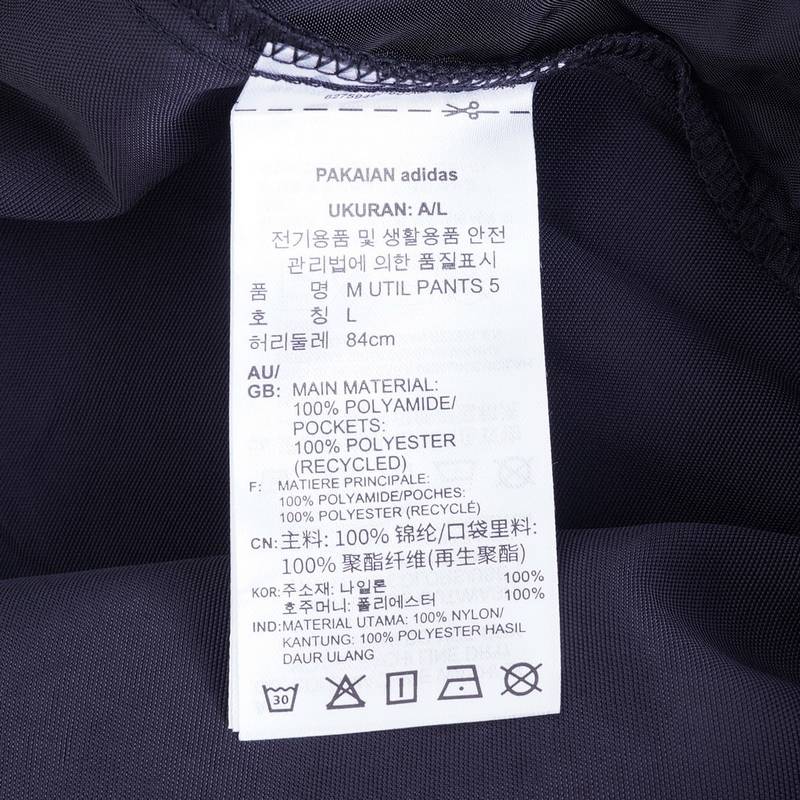 PAKAIAN adidas
UKURAN: A/L
전기용품 및 생활용품 안전
관리법에 의한 품질표시
품 명 M UTIL PANTS 5
호 칭 L
허리둘레 84cm
AU/
GB: MAIN MATERIAL:
100% POLYAMIDE/
POCKETS:
100% POLYESTER
(RECYCLED)
F: MATIERE PRINCIPALE:
100% POLYAMIDE/POCHES:
100% POLYESTER (RECYCLÉ)
CN: 主料: 100% 锦纶/口袋里料:
100% 聚酯纤维(再生聚酯)
KOR: 주소재: 나일론 100%
호주머니: 폴리에스터 100%
IND: MATERIAL UTAMA: 100% NYLON/
KANTUNG: 100% POLYESTER HASIL
DAUR ULANG
30